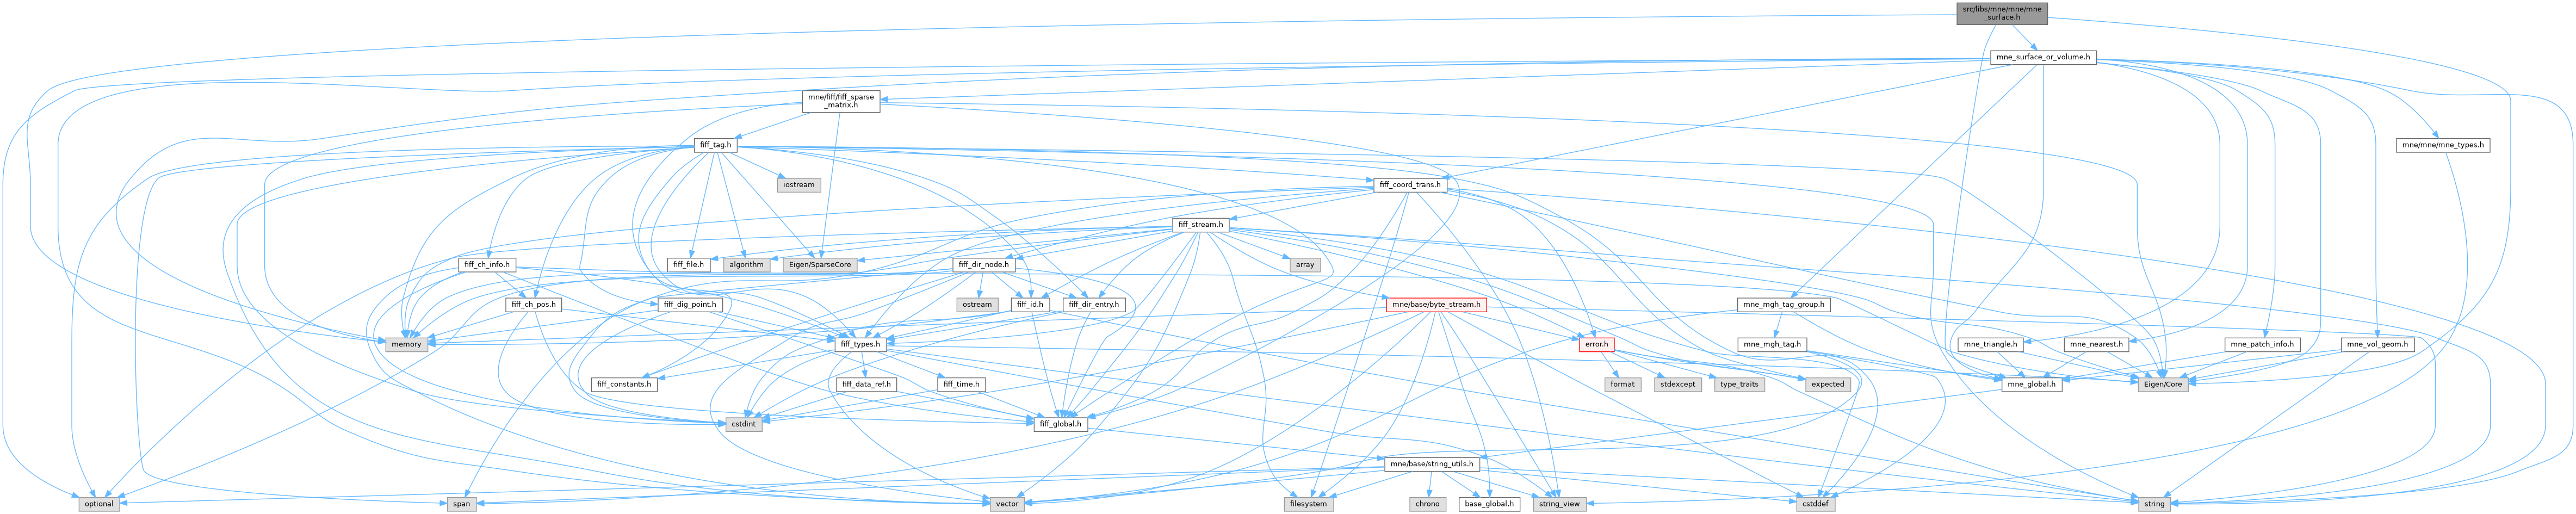 src/libs/mne/mne/mne
_surface.h
mne_surface_or_volume.h
mne/fiff/fiff_sparse
_matrix.h
fiff_tag.h
mne/mne/mne_types.h
iostream
fiff_coord_trans.h
fiff_stream.h
fiff_ch_info.h
fiff_file.h
algorithm
Eigen/SparseCore
fiff_dir_node.h
array
fiff_ch_pos.h
fiff_dig_point.h
ostream
fiff_id.h
fiff_dir_entry.h
mne/base/byte_stream.h
mne_mgh_tag_group.h
memory
fiff_types.h
error.h
mne_mgh_tag.h
mne_triangle.h
mne_nearest.h
mne_patch_info.h
mne_vol_geom.h
fiff_constants.h
fiff_data_ref.h
fiff_time.h
format
stdexcept
type_traits
expected
mne_global.h
Eigen/Core
cstdint
fiff_global.h
mne/base/string_utils.h
optional
span
vector
filesystem
chrono
base_global.h
string_view
cstddef
string